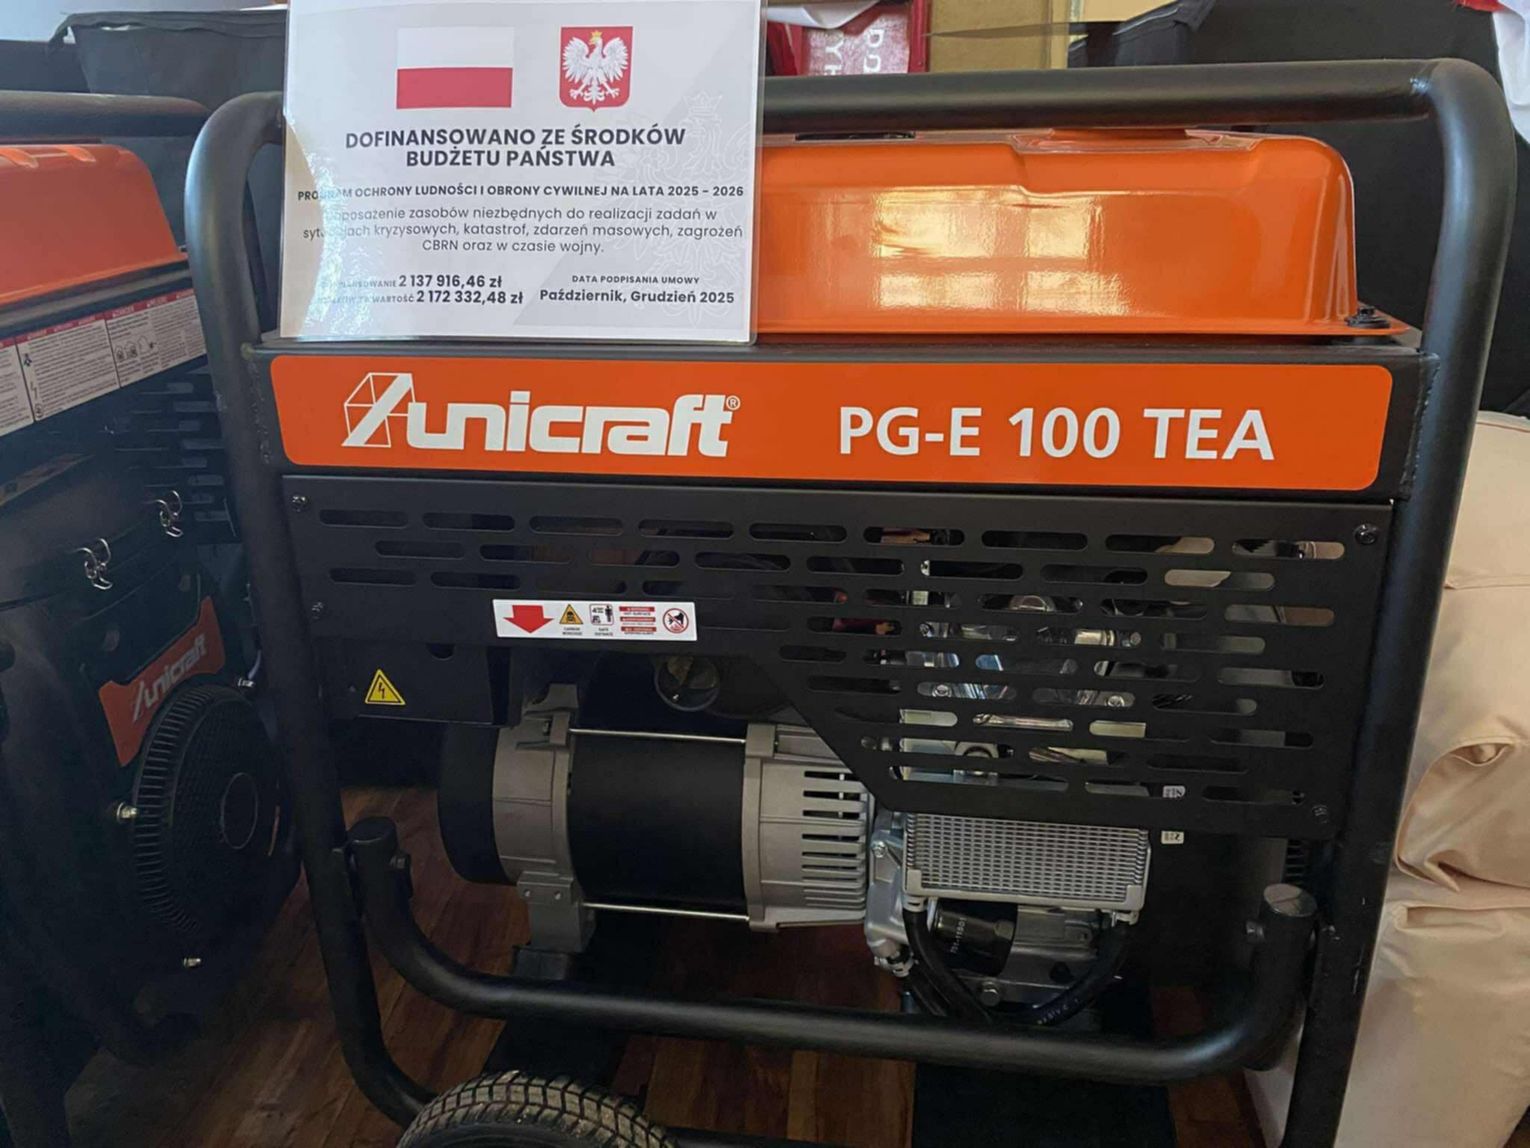 DOFINANSOWANO ZE ŚRODKÓW
BUDŻETU PAŃSTWA
PROGRAM OCHRONY LUDNOŚCI I OBRONY CYWILNEJ NA LATA 2025 - 2026
zasobów niezbędnych do realizacji zadań w
kryzysowych, katastrof, zdarzeń masowych, zagrożeń
CBRN oraz w czasie wojny.
2 137 916,46 zł
WARTOŚĆ 2 172 332,48 zł
DATA PODPISANIA UMOWY
Październik, Grudzień 2025
unicraft®
PG-E 100 TEA
unicraft